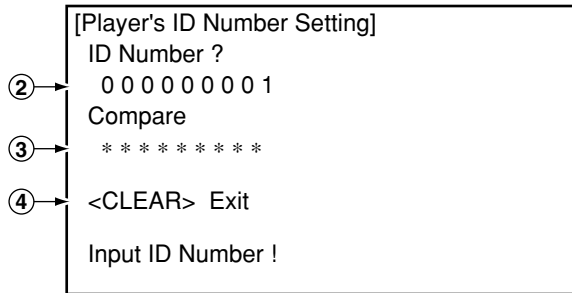 [Player's ID Number Setting]
ID Number ?
② 0 0 0 0 0 0 0 0 1
Compare
③ * * * * * * * * *
④ <CLEAR> Exit
Input ID Number !